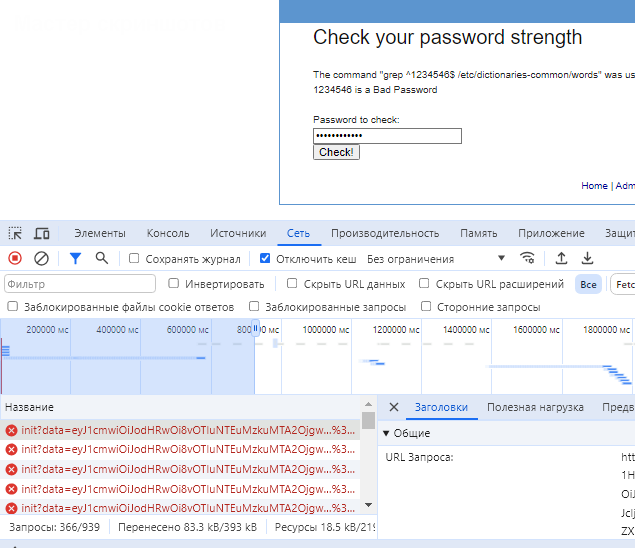 Check your password strength
The command "grep ^1234546$ /etc/dictionaries-common/words" was us
1234546 is a Bad Password
Password to check:
••••••••••••
Check!
Home | Adm
Элементы Консоль Источники Сеть Производительность Память Приложение Защит
Сохранять журнал Отключить кеш Без ограничения
Фильтр Инвертировать Скрыть URL данных Скрыть URL расширений Все Fetc
Заблокированные файлы cookie ответов Заблокированные запросы Сторонние запросы
200000 мс 400000 мс 600000 мс 1000000 мс 1200000 мс 1400000 мс 1600000 мс 1800000 мс
Название Заголовки Полезная нагрузка Предв
Общие
init?data=eyJ1cmwiOiJodHRwOi8vOTIuNTEuMzkuMTA2Ojgw...%3...
URL Запроса: htt
init?data=eyJ1cmwiOiJodHRwOi8vOTIuNTEuMzkuMTA2Ojgw...%3...
1H
init?data=eyJ1cmwiOiJodHRwOi8vOTIuNTEuMzkuMTA2Ojgw...%3...
OiJ
init?data=eyJ1cmwiOiJodHRwOi8vOTIuNTEuMzkuMTA2Ojgw...%3...
init?data=eyJ1cmwiOiJodHRwOi8vOTIuNTEuMzkuMTA2Ojgw...%3...
ZX
Запросы: 366/939 Перенесено 83.3 kB/393 kB Ресурсы 18.5 kB/219